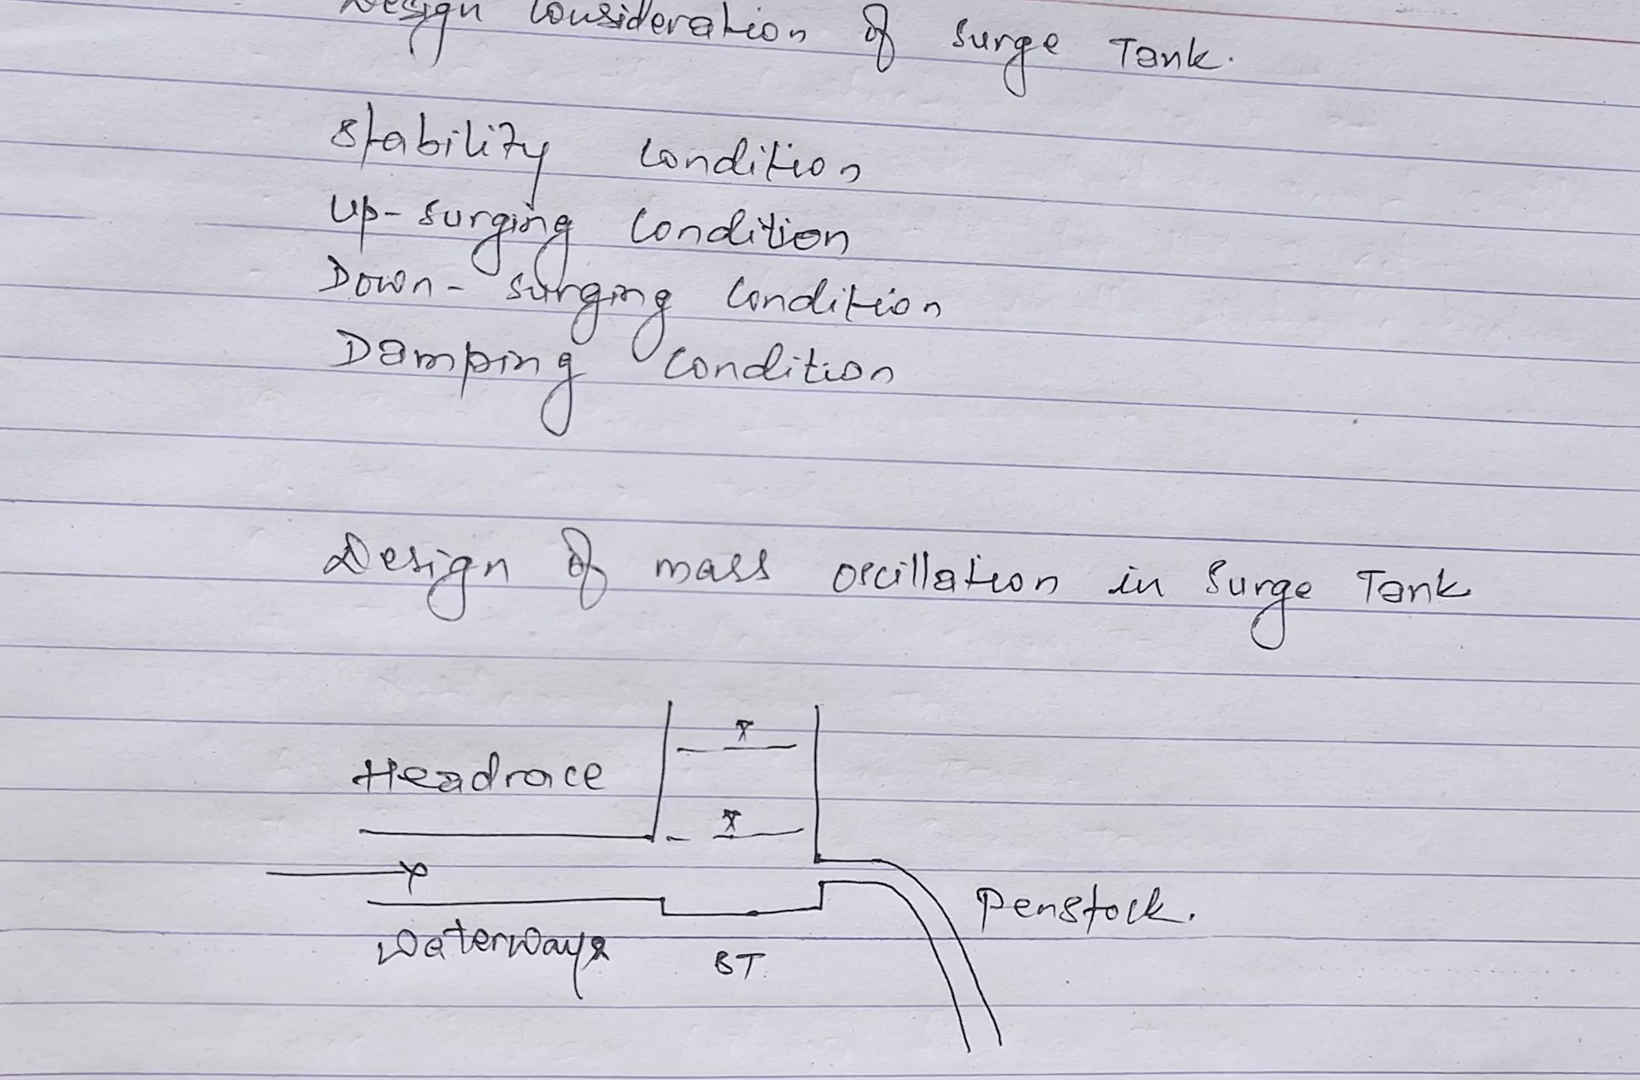 Design Consideration of Surge Tank.
Stability Condition
Up-Surging Condition
Down-Surging Condition
Damping Condition
Design of mass oscillation in Surge Tank
Headrace
Waterways
ST
Penstock.